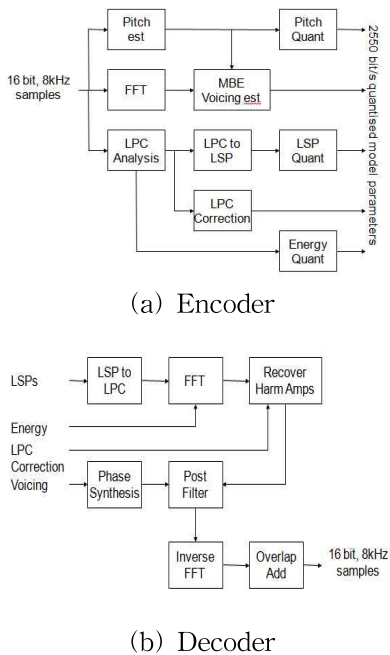 Pitch
est
Pitch
Quant
16 bit, 8kHz
samples
FFT
MBE
Voicing est
2550 bit/s quantised model parameters
LPC
Analysis
LPC to
LSP
LSP
Quant
LPC
Correction
Energy
Quant
(a) Encoder
LSPs
LSP to
LPC
FFT
Recover
Harm Amps
Energy
LPC
Correction
Voicing
Phase
Synthesis
Post
Filter
Inverse
FFT
Overlap
Add
16 bit, 8kHz
samples
(b) Decoder